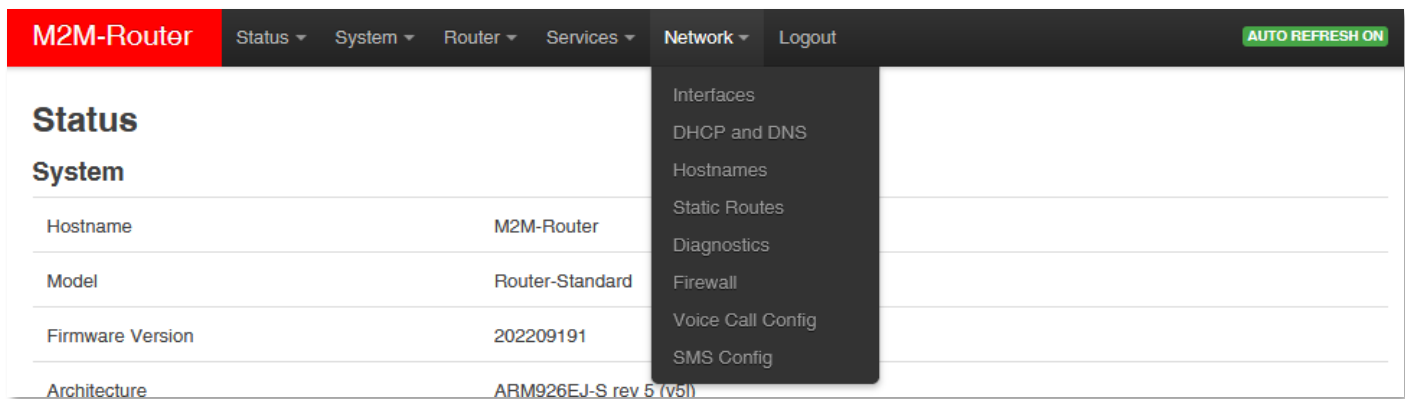 M2M-Router Status System Router Services Network Logout AUTO REFRESH ON
Interfaces
DHCP and DNS
Hostnames
Static Routes
Diagnostics
Firewall
Voice Call Config
SMS Config
Status
System
Hostname M2M-Router
Model Router-Standard
Firmware Version 202209191
Architecture ARM926EJ-S rev 5 (v5l)